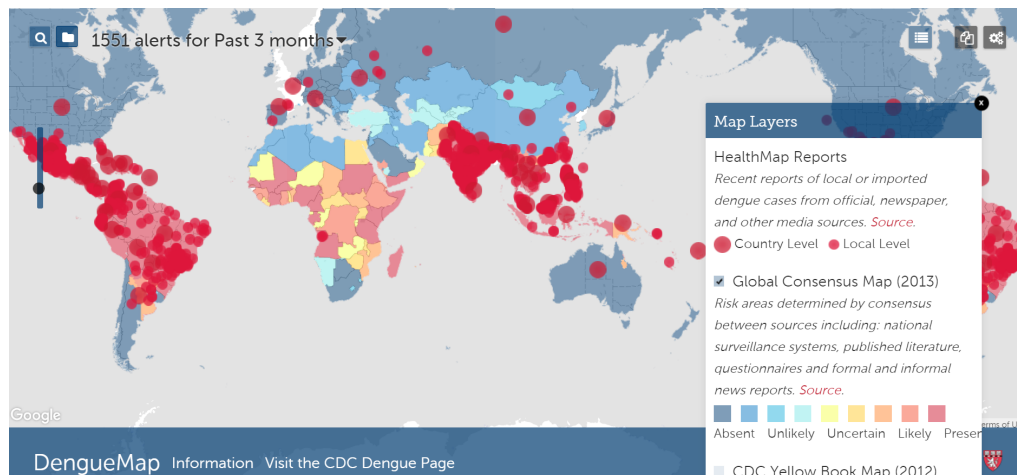 1551 alerts for Past 3 months
Map Layers
HealthMap Reports
Recent reports of local or imported
dengue cases from official, newspaper,
and other media sources. Source.
Country Level Local Level
Global Consensus Map (2013)
Risk areas determined by consensus
between sources including: national
surveillance systems, published literature,
questionnaires and formal and informal
news reports. Source.
Absent Unlikely Uncertain Likely Presen
CDC Yellow Book Map (2012)
Google
erms of U
DengueMap Information Visit the CDC Dengue Page